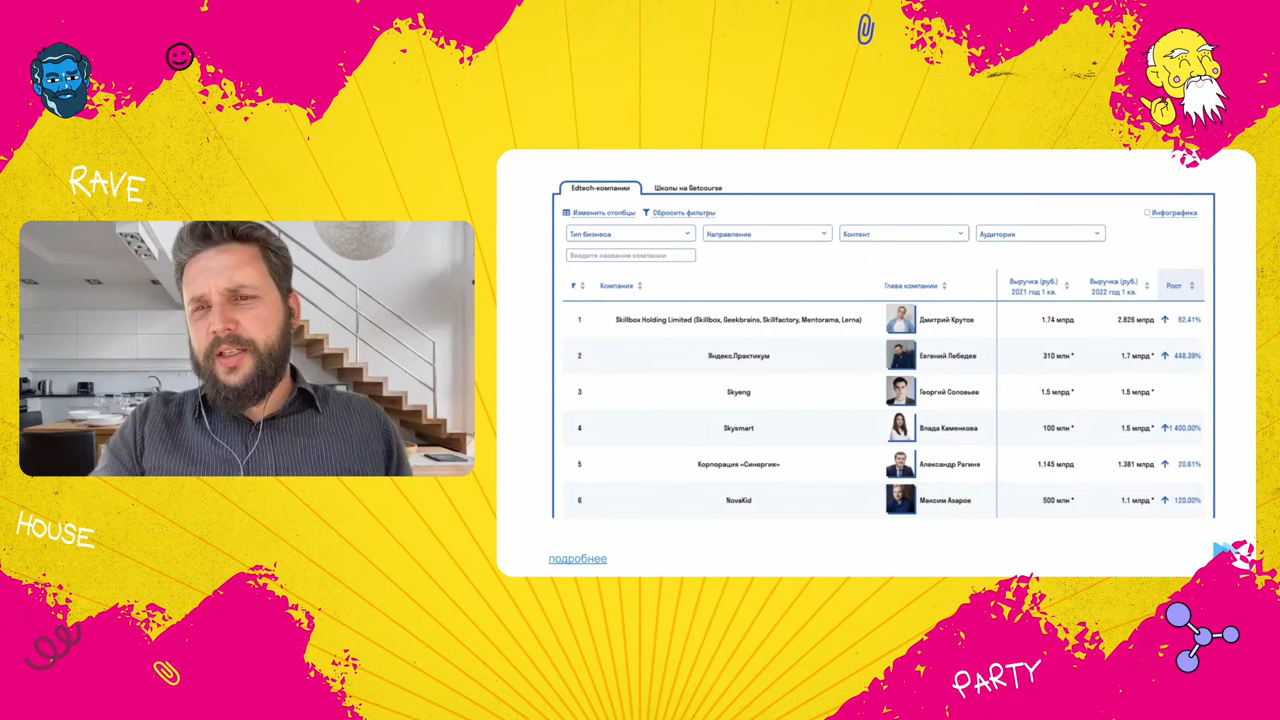 RAVE
HOUSE
PARTY
Edtech-компании Школы на Getcourse
Изменить столбцы Сбросить фильтры Инфографика
Тип бизнеса Направление Контент Аудитория
Введите название компании
№ Компания Глава компании Выручка (руб.) 2021 год 1 кв. Выручка (руб.) 2022 год 1 кв. Рост
1 Skillbox Holding Limited (Skillbox, Geekbrains, Skillfactory, Mentorama, Lerna) Дмитрий Крутов 1.74 млрд 2.826 млрд 62.41%
2 Яндекс.Практикум Евгений Лебедев 310 млн * 1.7 млрд * 448.39%
3 Skyeng Георгий Соловьев 1.5 млрд * 1.5 млрд *
4 Skysmart Влада Каменкова 100 млн * 1.5 млрд * 1 400.00%
5 Корпорация «Синергия» Александр Рагиня 1.145 млрд 1.381 млрд 20.61%
6 NovaKid Максим Азаров 500 млн * 1.1 млрд * 120.00%
подробнее